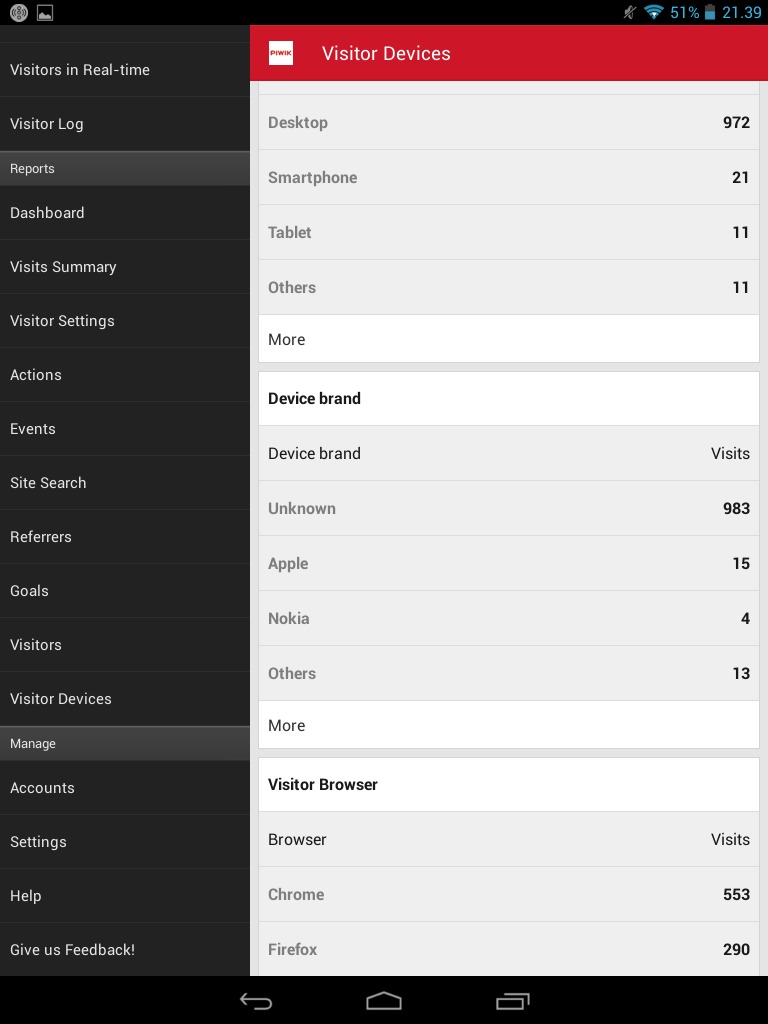 51% 21.39
Visitors in Real-time
Visitor Log
Reports
Dashboard
Visits Summary
Visitor Settings
Actions
Events
Site Search
Referrers
Goals
Visitors
Visitor Devices
Manage
Accounts
Settings
Help
Give us Feedback!
PIWIK Visitor Devices
Desktop 972
Smartphone 21
Tablet 11
Others 11
More
Device brand
Device brand Visits
Unknown 983
Apple 15
Nokia 4
Others 13
More
Visitor Browser
Browser Visits
Chrome 553
Firefox 290